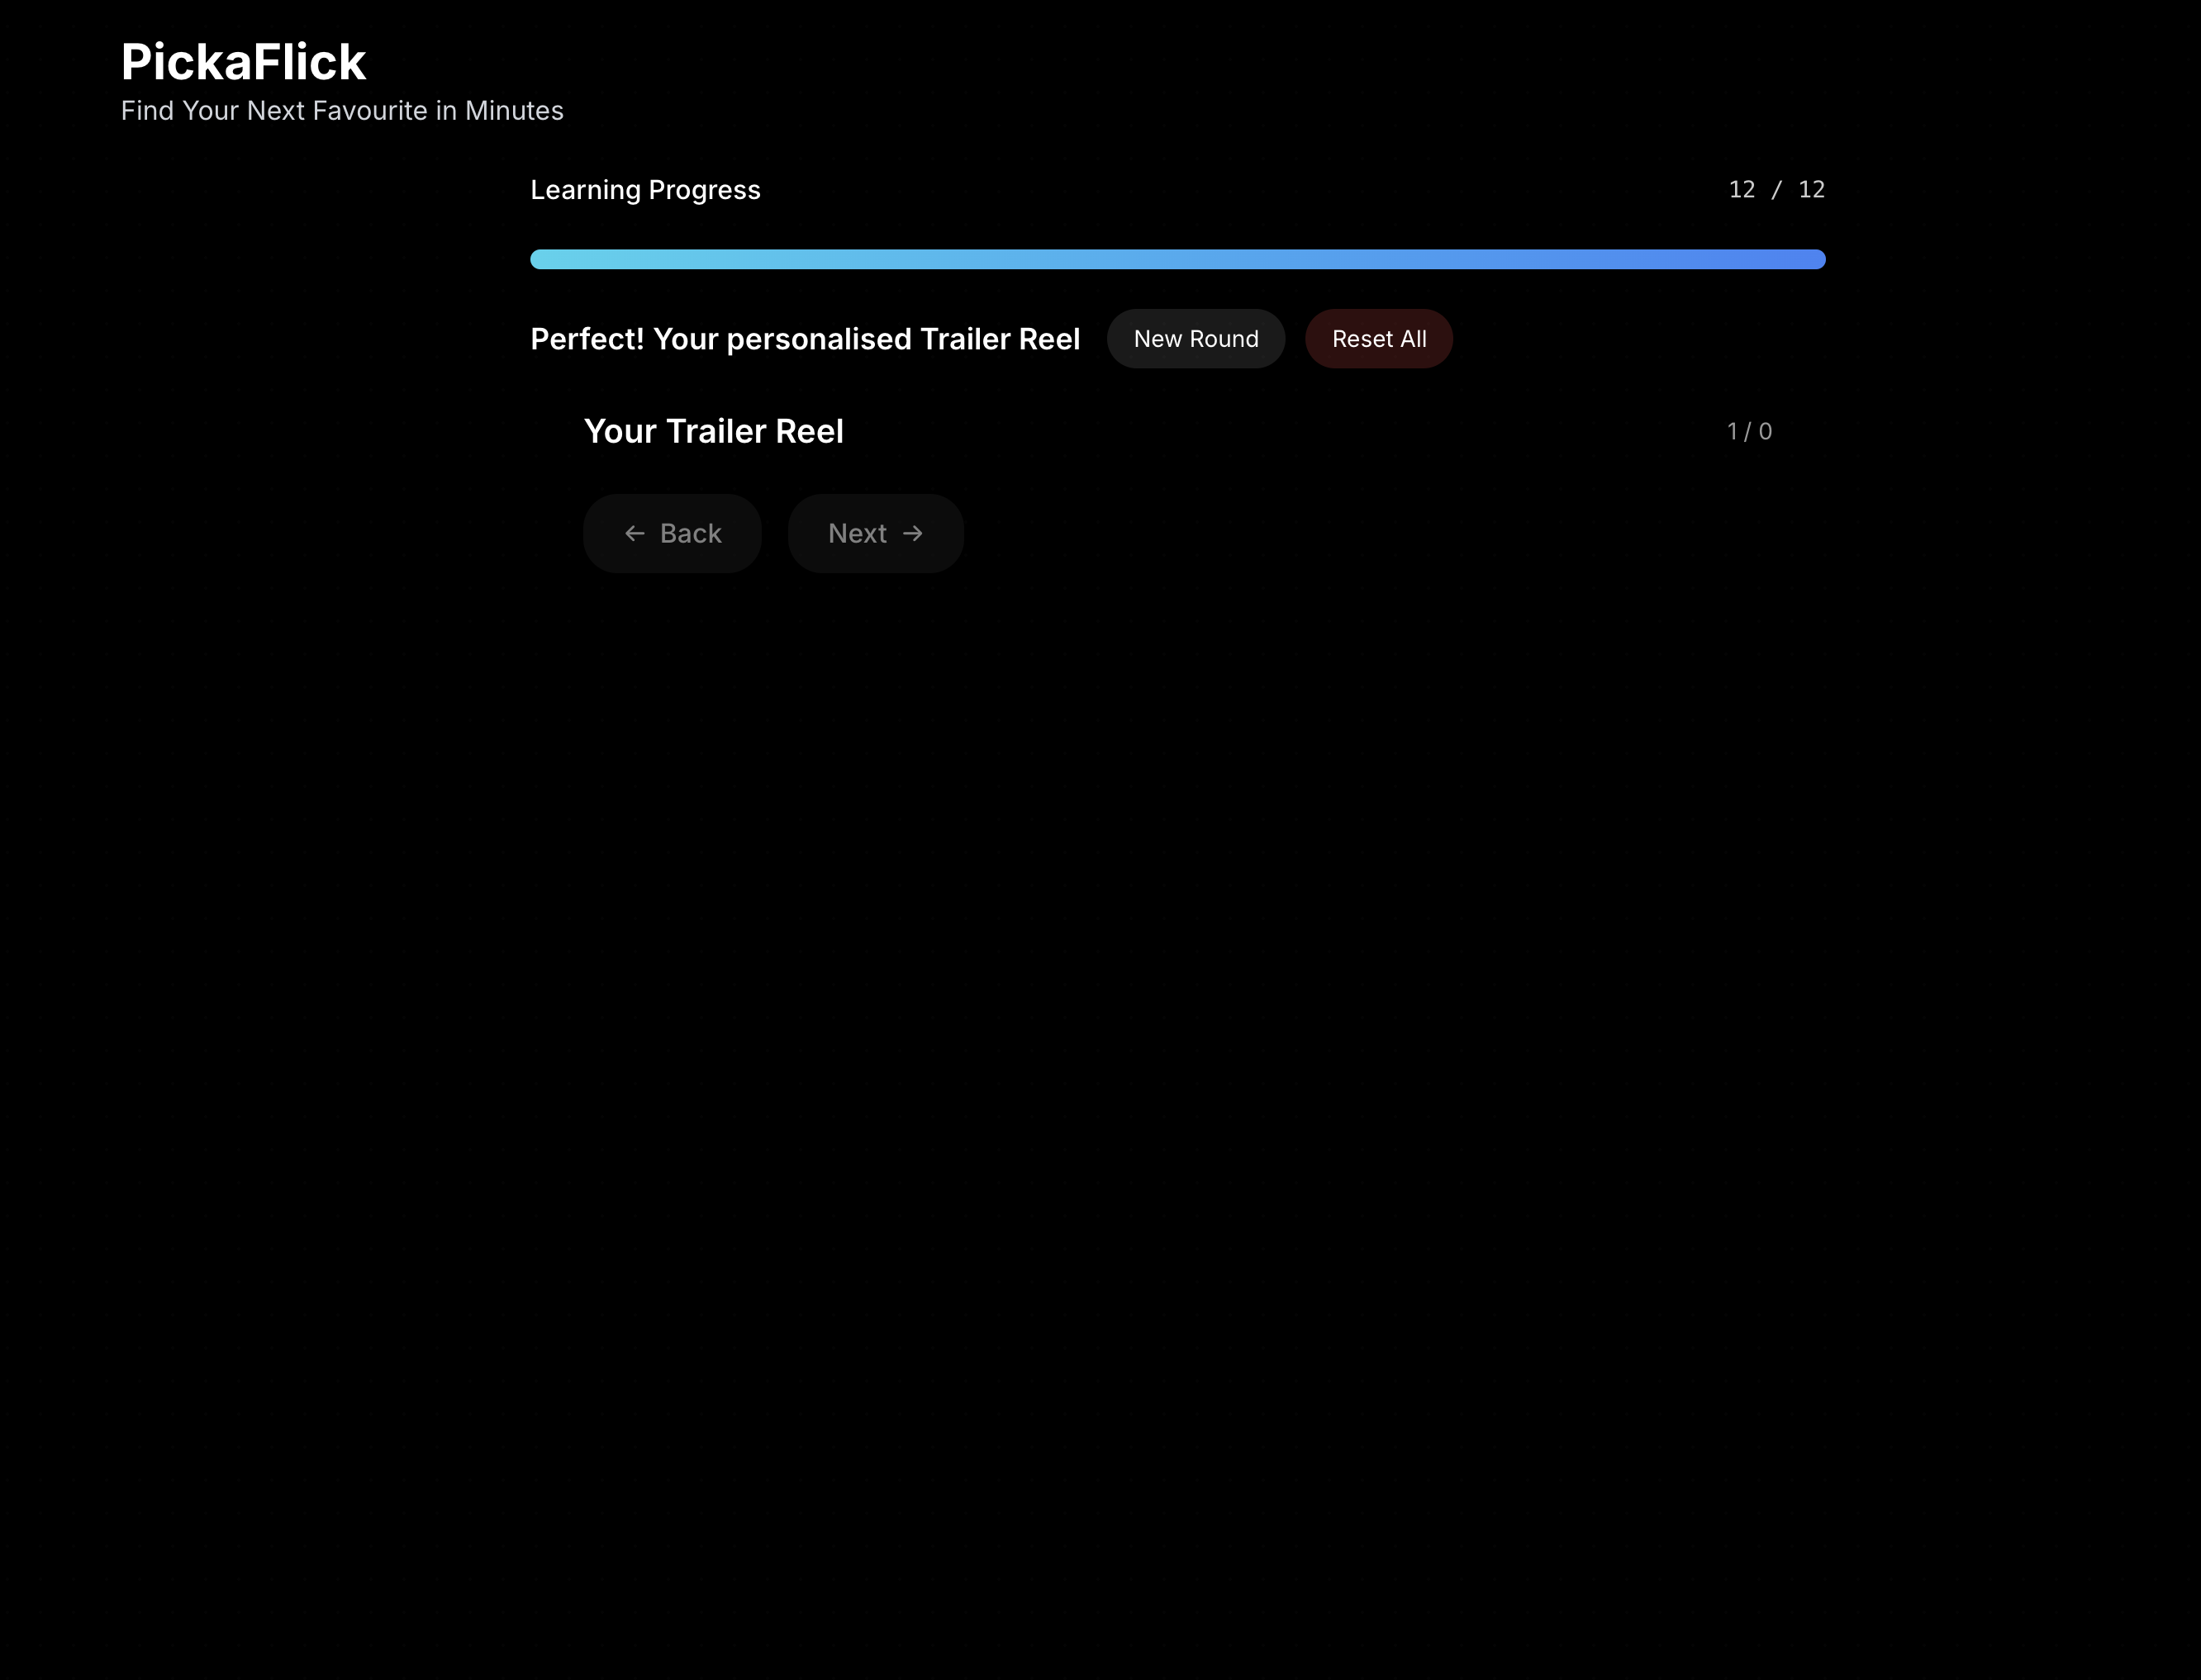 PickaFlick
Find Your Next Favourite in Minutes
Learning Progress 12 / 12
Perfect! Your personalised Trailer Reel New Round Reset All
Your Trailer Reel 1 / 0
← Back Next →